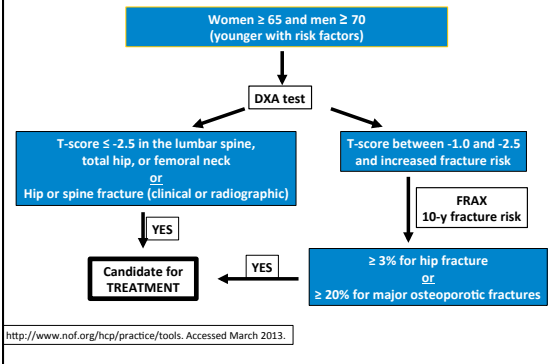 Women ≥ 65 and men ≥ 70
(younger with risk factors)
DXA test
T-score ≤ -2.5 in the lumbar spine,
total hip, or femoral neck
or
Hip or spine fracture (clinical or radiographic)
T-score between -1.0 and -2.5
and increased fracture risk
FRAX
10-y fracture risk
YES
Candidate for
TREATMENT
YES
≥ 3% for hip fracture
or
≥ 20% for major osteoporotic fractures
http://www.nof.org/hcp/practice/tools. Accessed March 2013.